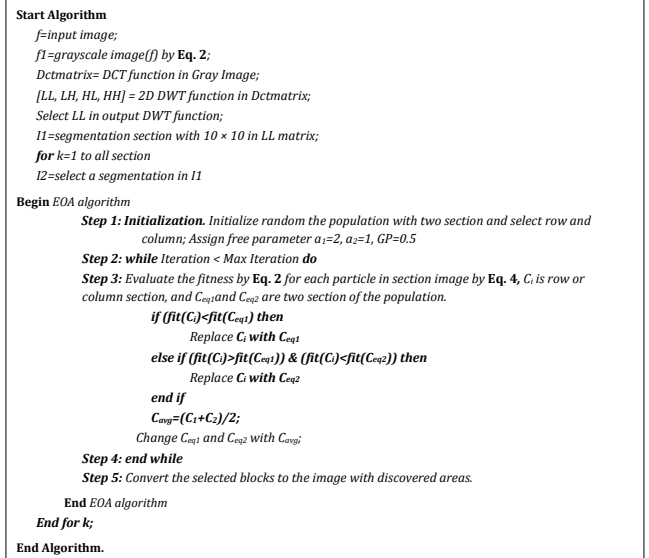 Start Algorithm
f=input image;
f1=grayscale image(f) by Eq. 2;
Dctmatrix= DCT function in Gray Image;
[LL, LH, HL, HH] = 2D DWT function in Dctmatrix;
Select LL in output DWT function;
I1=segmentation section with 10 × 10 in LL matrix;
for k=1 to all section
I2=select a segmentation in I1
Begin EOA algorithm
Step 1: Initialization. Initialize random the population with two section and select row and
column; Assign free parameter a₁=2, a₂=1, GP=0.5
Step 2: while Iteration < Max Iteration do
Step 3: Evaluate the fitness by Eq. 2 for each particle in section image by Eq. 4, Cᵢ is row or
column section, and Ceq1and Ceq2 are two section of the population.
if (fit(Cᵢ)<fit(Ceq1) then
Replace Cᵢ with Ceq1
else if (fit(Cᵢ)>fit(Ceq1)) & (fit(Cᵢ)<fit(Ceq2)) then
Replace Cᵢ with Ceq2
end if
Cavg=(C₁+C₂)/2;
Change Ceq1 and Ceq2 with Cavg;
Step 4: end while
Step 5: Convert the selected blocks to the image with discovered areas.
End EOA algorithm
End for k;
End Algorithm.